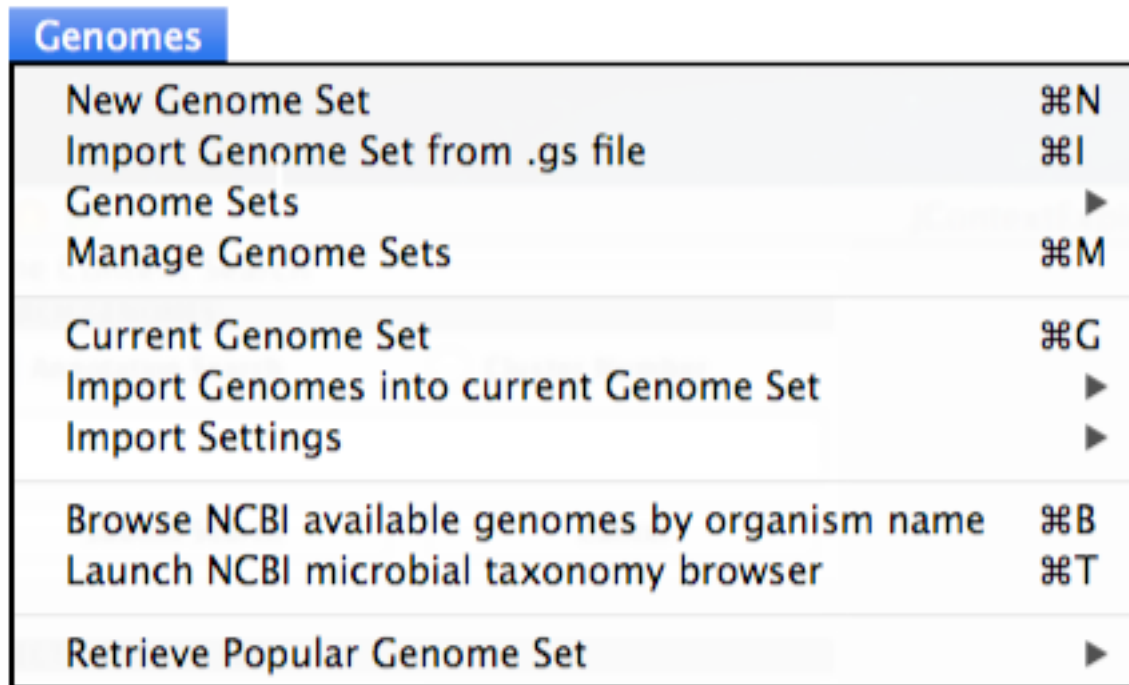 Genomes
New Genome Set ⌘N
Import Genome Set from .gs file ⌘I
Genome Sets ▶
Manage Genome Sets ⌘M
Current Genome Set ⌘G
Import Genomes into current Genome Set ▶
Import Settings ▶
Browse NCBI available genomes by organism name ⌘B
Launch NCBI microbial taxonomy browser ⌘T
Retrieve Popular Genome Set ▶